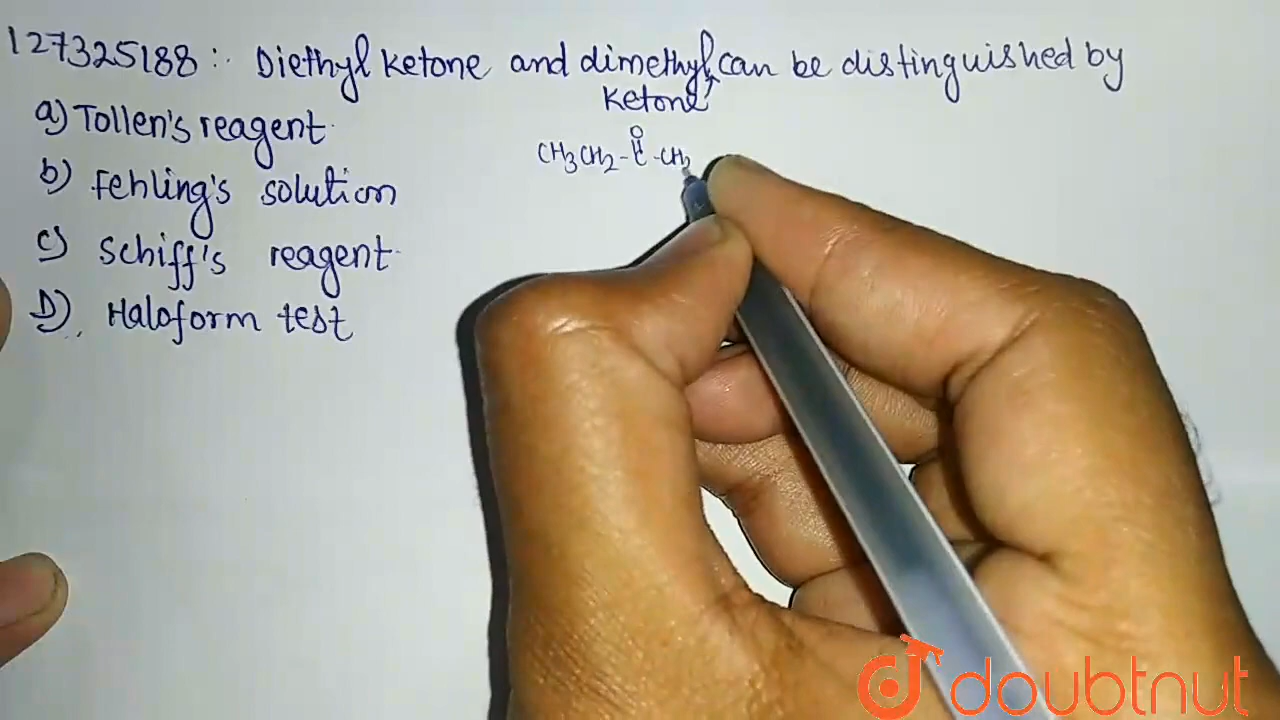 127325188 :. Diethyl ketone and dimethyl ketone can be distinguished by
a) Tollen's reagent.
b) Fehling's solution
c) Schiff's reagent.
D). Haloform test
O
CH3CH2-C-CH2
doubtnut